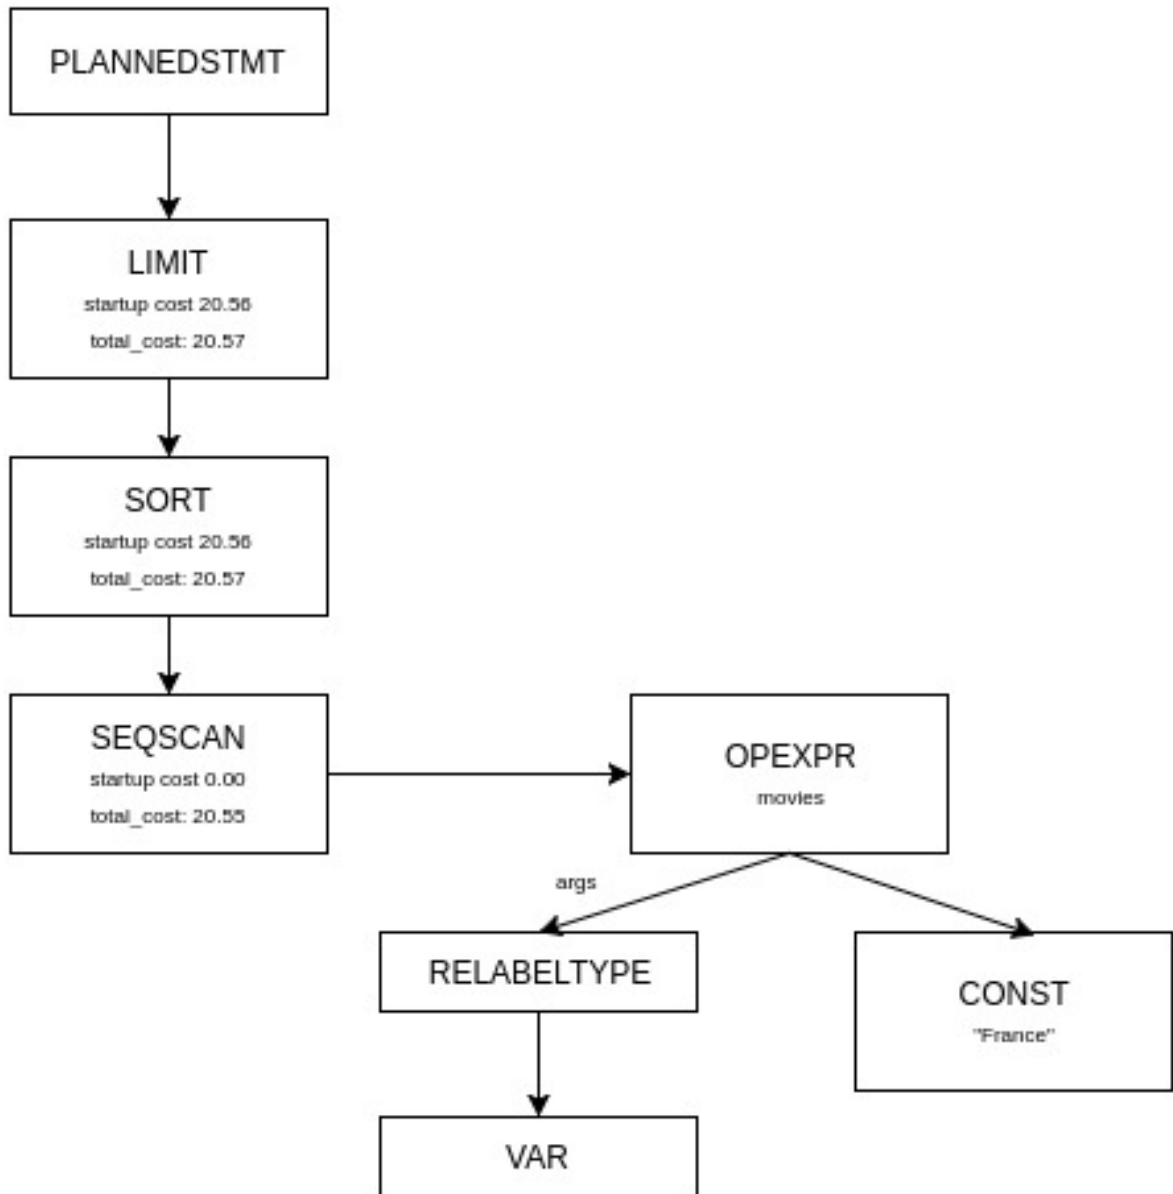 PLANNEDSTMT
LIMIT
startup cost 20.56
total_cost: 20.57
SORT
startup cost 20.56
total_cost: 20.57
SEQSCAN
startup cost 0.00
total_cost: 20.55
OPEXPR
movies
args
RELABELTYPE
CONST
"France"
VAR